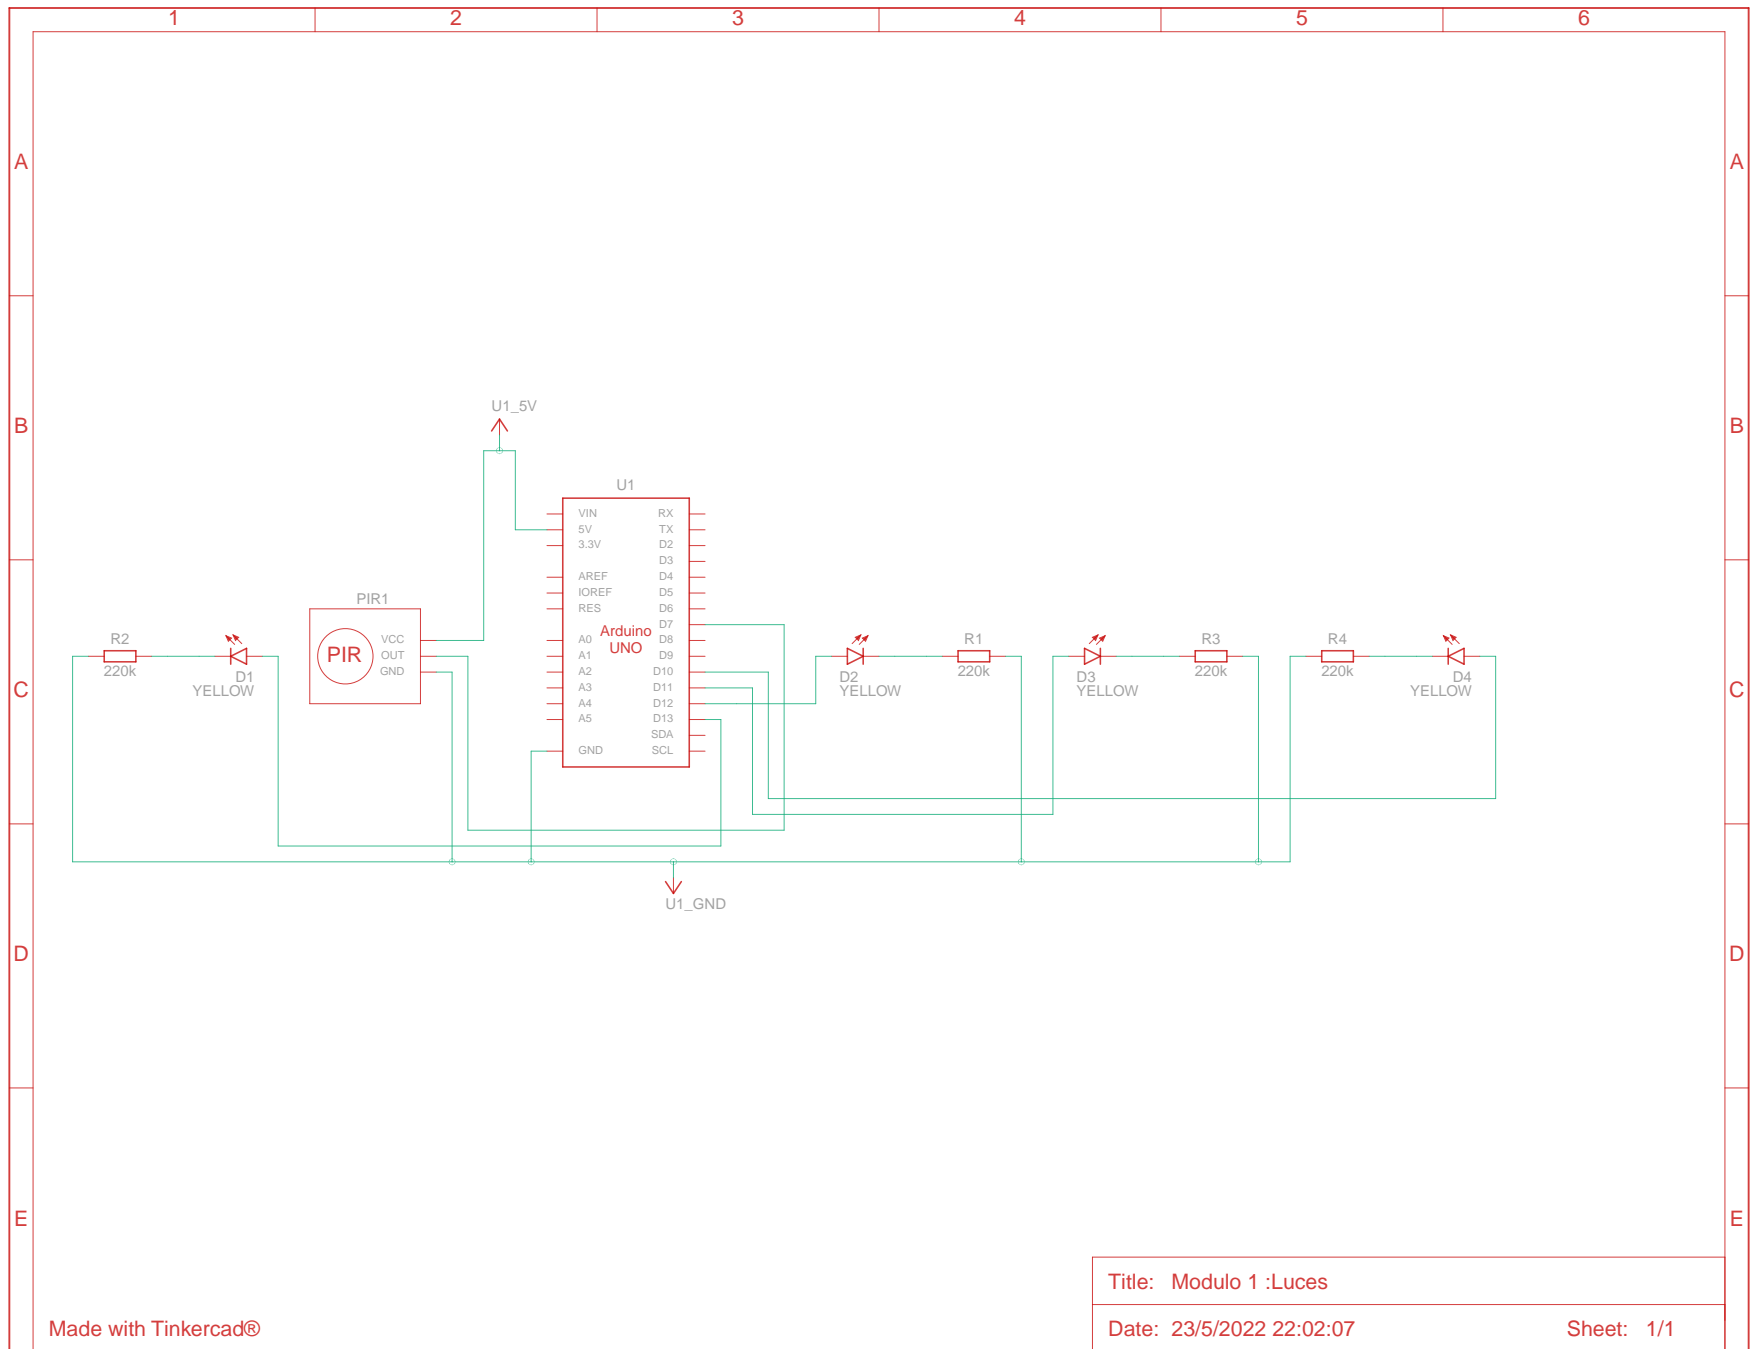 1 2 3 4 5 6
A A
B B
U1_5V
U1
VIN RX
5V TX
3.3V D2
D3
AREF D4
IOREF D5
RES D6
D7
A0 D8
A1 D9
A2 D10
A3 D11
A4 D12
A5 D13
SDA
GND SCL
Arduino
UNO
PIR1
PIR
VCC
OUT
GND
R2
220k
D1
YELLOW
D2
YELLOW
R1
220k
D3
YELLOW
R3
220k
R4
220k
D4
YELLOW
C C
U1_GND
D D
E E
Title: Modulo 1 :Luces
Made with Tinkercad®
Date: 23/5/2022 22:02:07 Sheet: 1/1